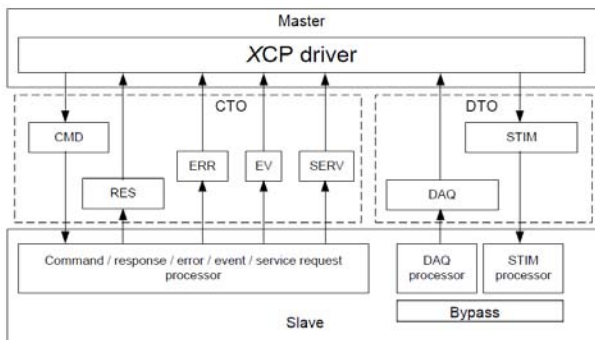 Master
XCP driver
CTO
DTO
CMD
STIM
ERR
EV
SERV
RES
DAQ
Command / response / error / event / service request
processor
DAQ
processor
STIM
processor
Bypass
Slave